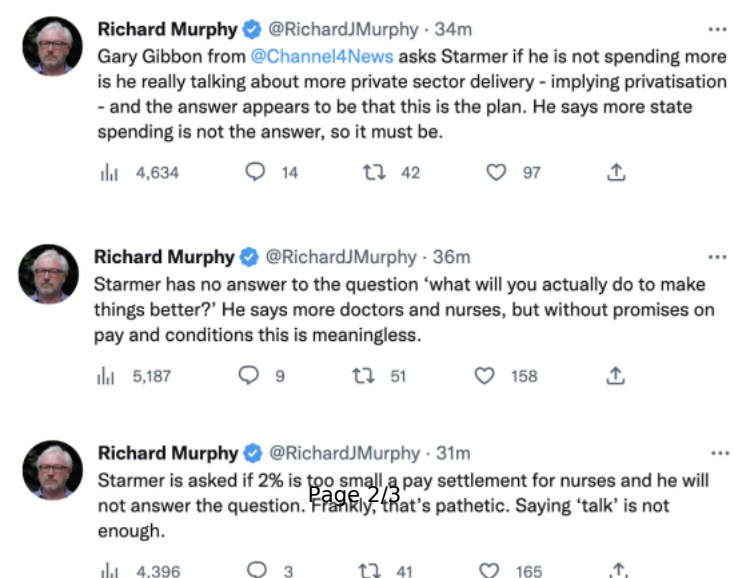 Richard Murphy @RichardJMurphy · 34m
Gary Gibbon from @Channel4News asks Starmer if he is not spending more
is he really talking about more private sector delivery - implying privatisation
- and the answer appears to be that this is the plan. He says more state
spending is not the answer, so it must be.
4,634 14 42 97
Richard Murphy @RichardJMurphy · 36m
Starmer has no answer to the question ‘what will you actually do to make
things better?’ He says more doctors and nurses, but without promises on
pay and conditions this is meaningless.
5,187 9 51 158
Richard Murphy @RichardJMurphy · 31m
Starmer is asked if 2% is too small a pay settlement for nurses and he will
Page 2/3
not answer the question. Frankly, that’s pathetic. Saying ‘talk’ is not
enough.
4,396 3 41 165